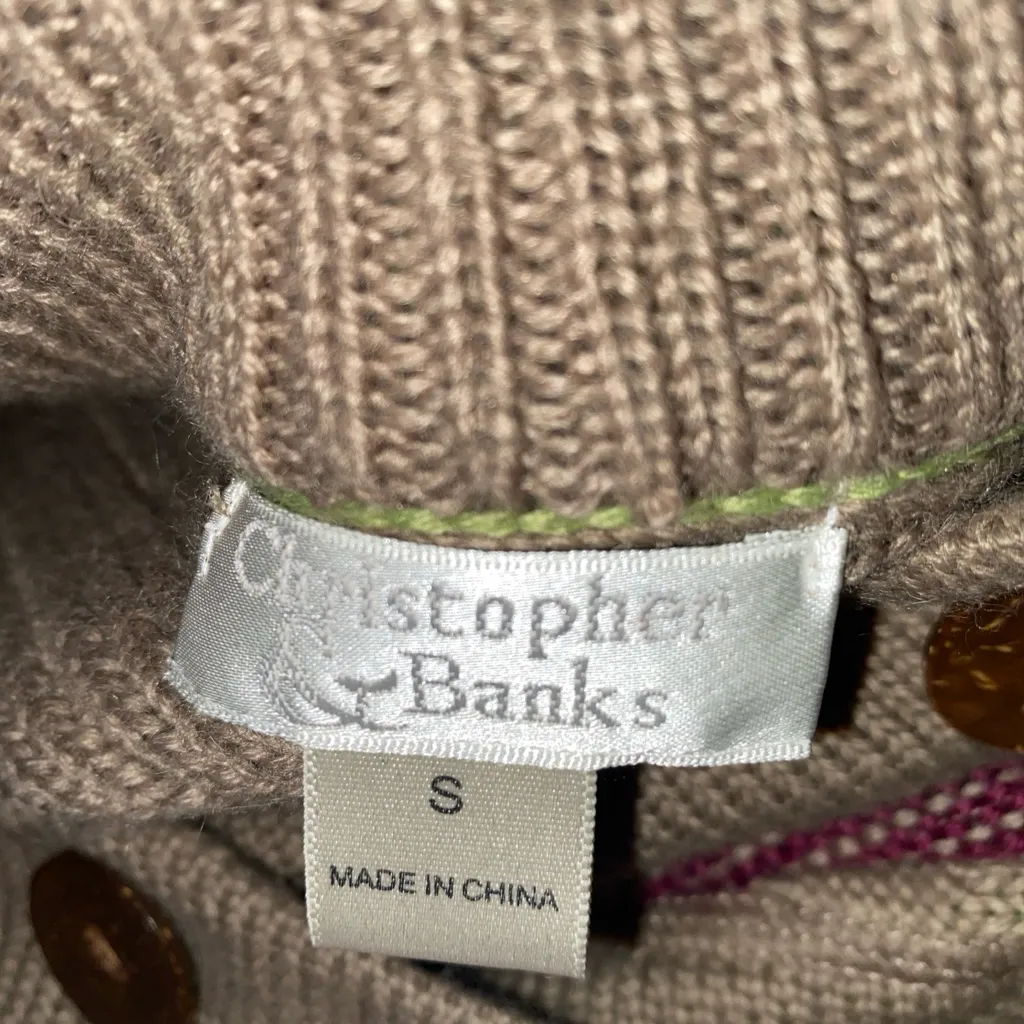 Christopher
& Banks
S
MADE IN CHINA